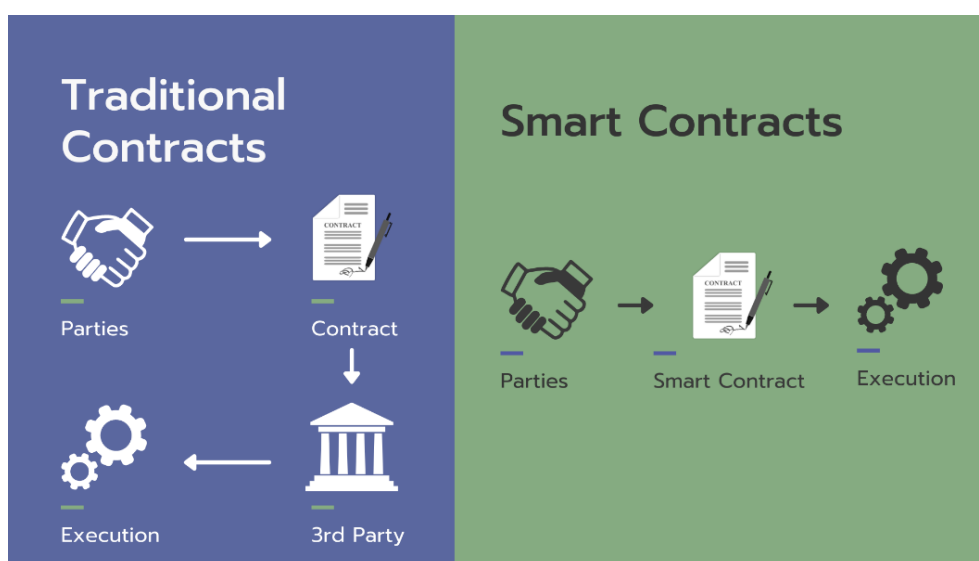 Traditional
Contracts
CONTRACT
Parties
Contract
Execution
3rd Party
Smart Contracts
CONTRACT
Parties
Smart Contract
Execution